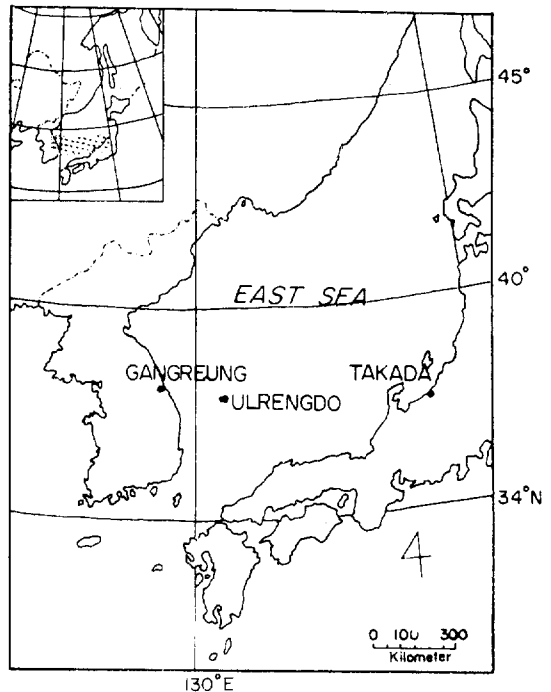 45°
40°
EAST SEA
GANGREUNG
TAKADA
ULRENGDO
34°N
4
0 100 300
Kilometer
130°E